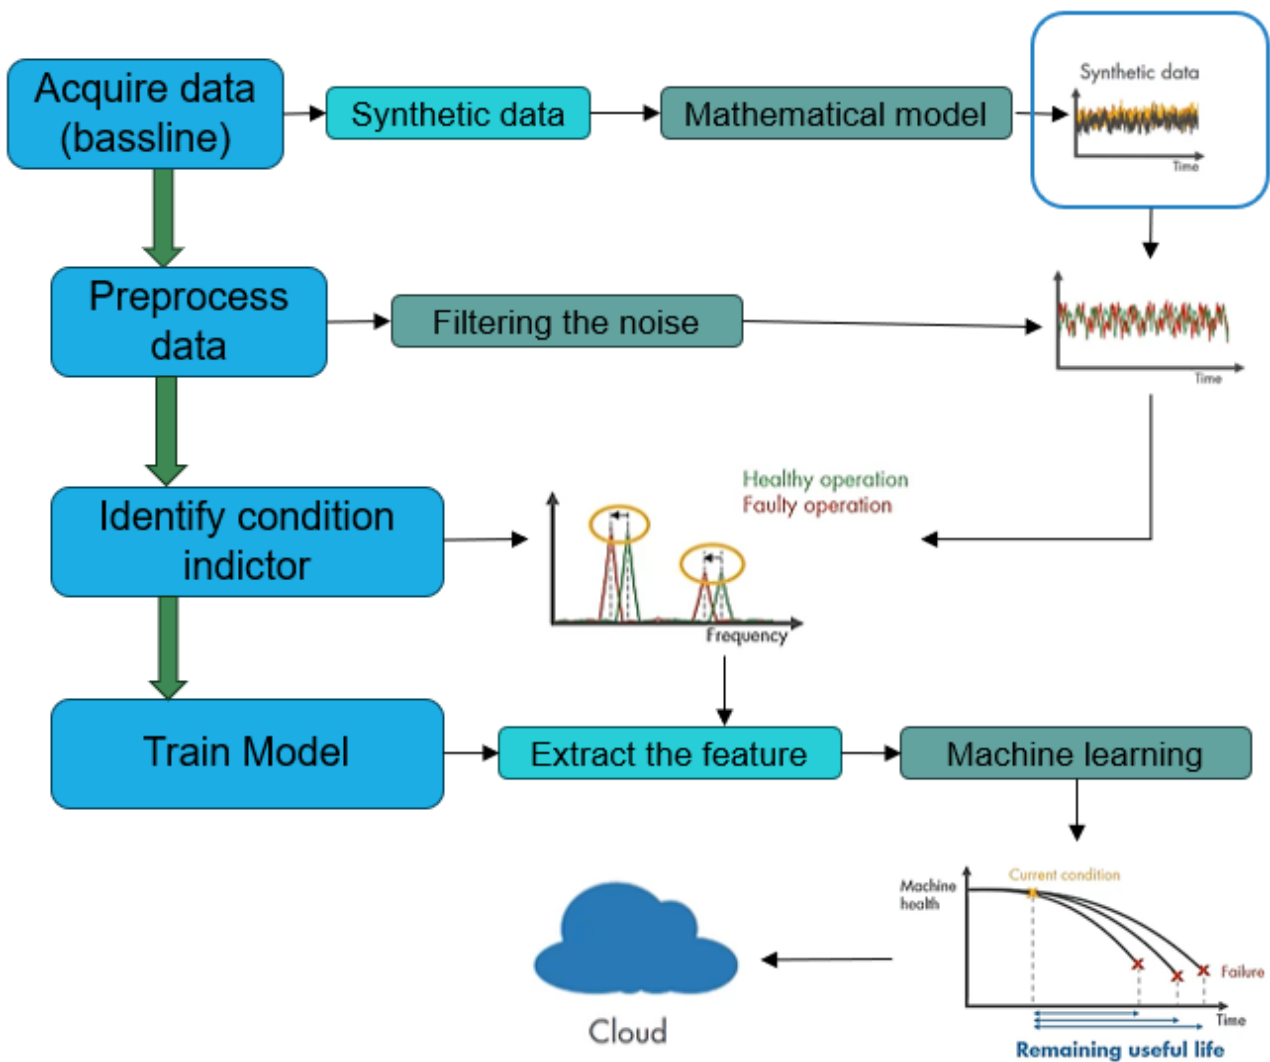 Acquire data
(bassline)
Synthetic data
Mathematical model
Synthetic data
Time
Preprocess
data
Filtering the noise
Time
Identify condition
indictor
Healthy operation
Faulty operation
Frequency
Train Model
Extract the feature
Machine learning
Machine
health
Current condition
Failure
Time
Remaining useful life
Cloud